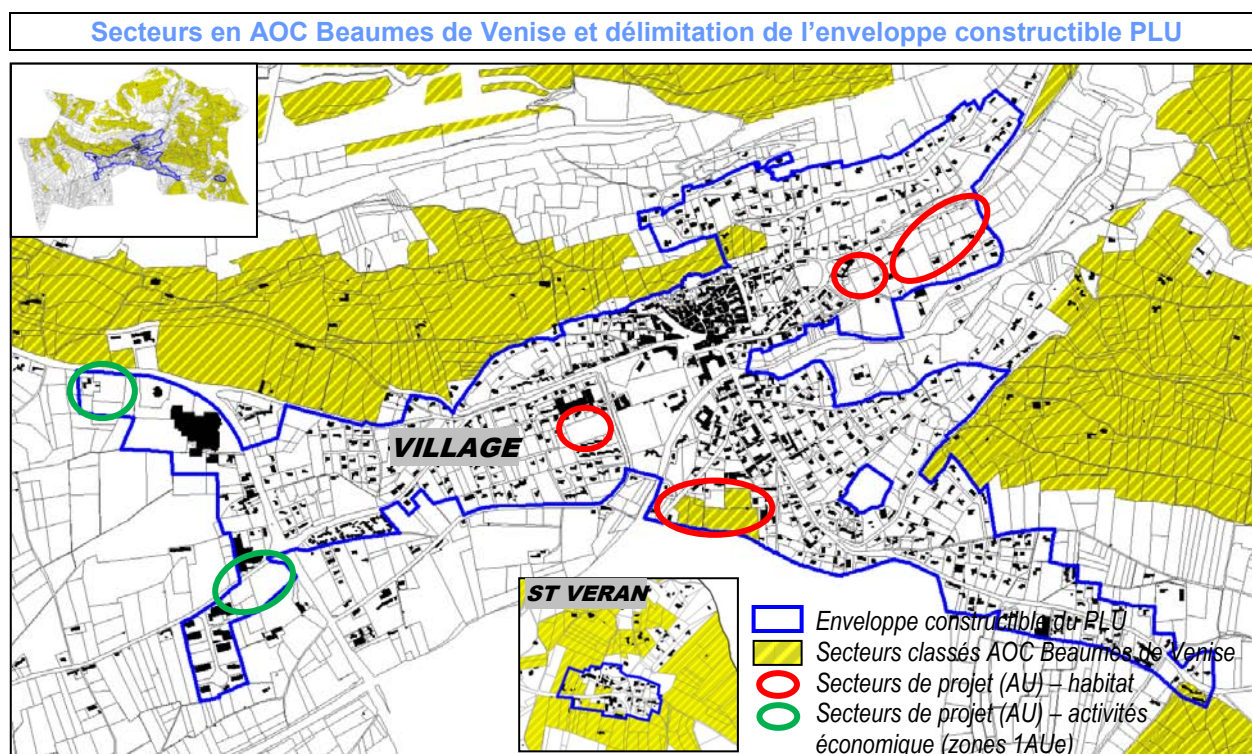 Secteurs en AOC Beaumes de Venise et délimitation de l'enveloppe constructible PLU
VILLAGE
ST VERAN
Enveloppe constructible du PLU
Secteurs classés AOC Beaumes de Venise
Secteurs de projet (AU) – habitat
Secteurs de projet (AU) – activités
économique (zones 1AUe)